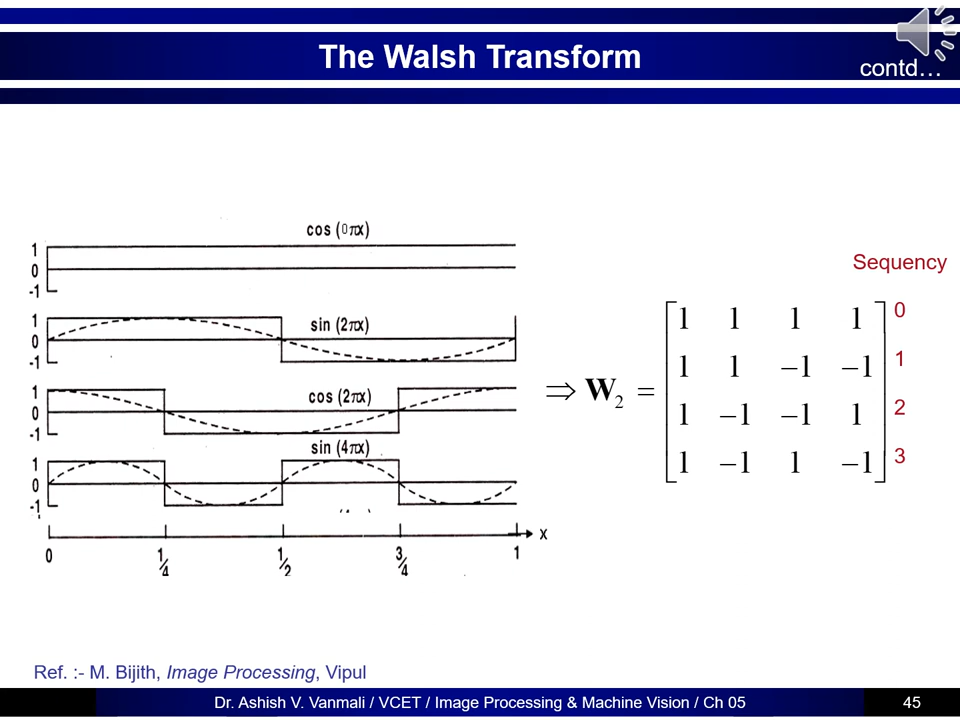 The Walsh Transform
contd…
cos (0πx)
1
0
-1
sin (2πx)
1
0
-1
cos (2πx)
1
0
-1
sin (4πx)
1
0
-1
0 1/4 1/2 3/4 1 x
Sequency
⇒ W₂ =
1 1 1 1 0
1 1 −1 −1 1
1 −1 −1 1 2
1 −1 1 −1 3
Ref. :- M. Bijith, Image Processing, Vipul
Dr. Ashish V. Vanmali / VCET / Image Processing & Machine Vision / Ch 05
45